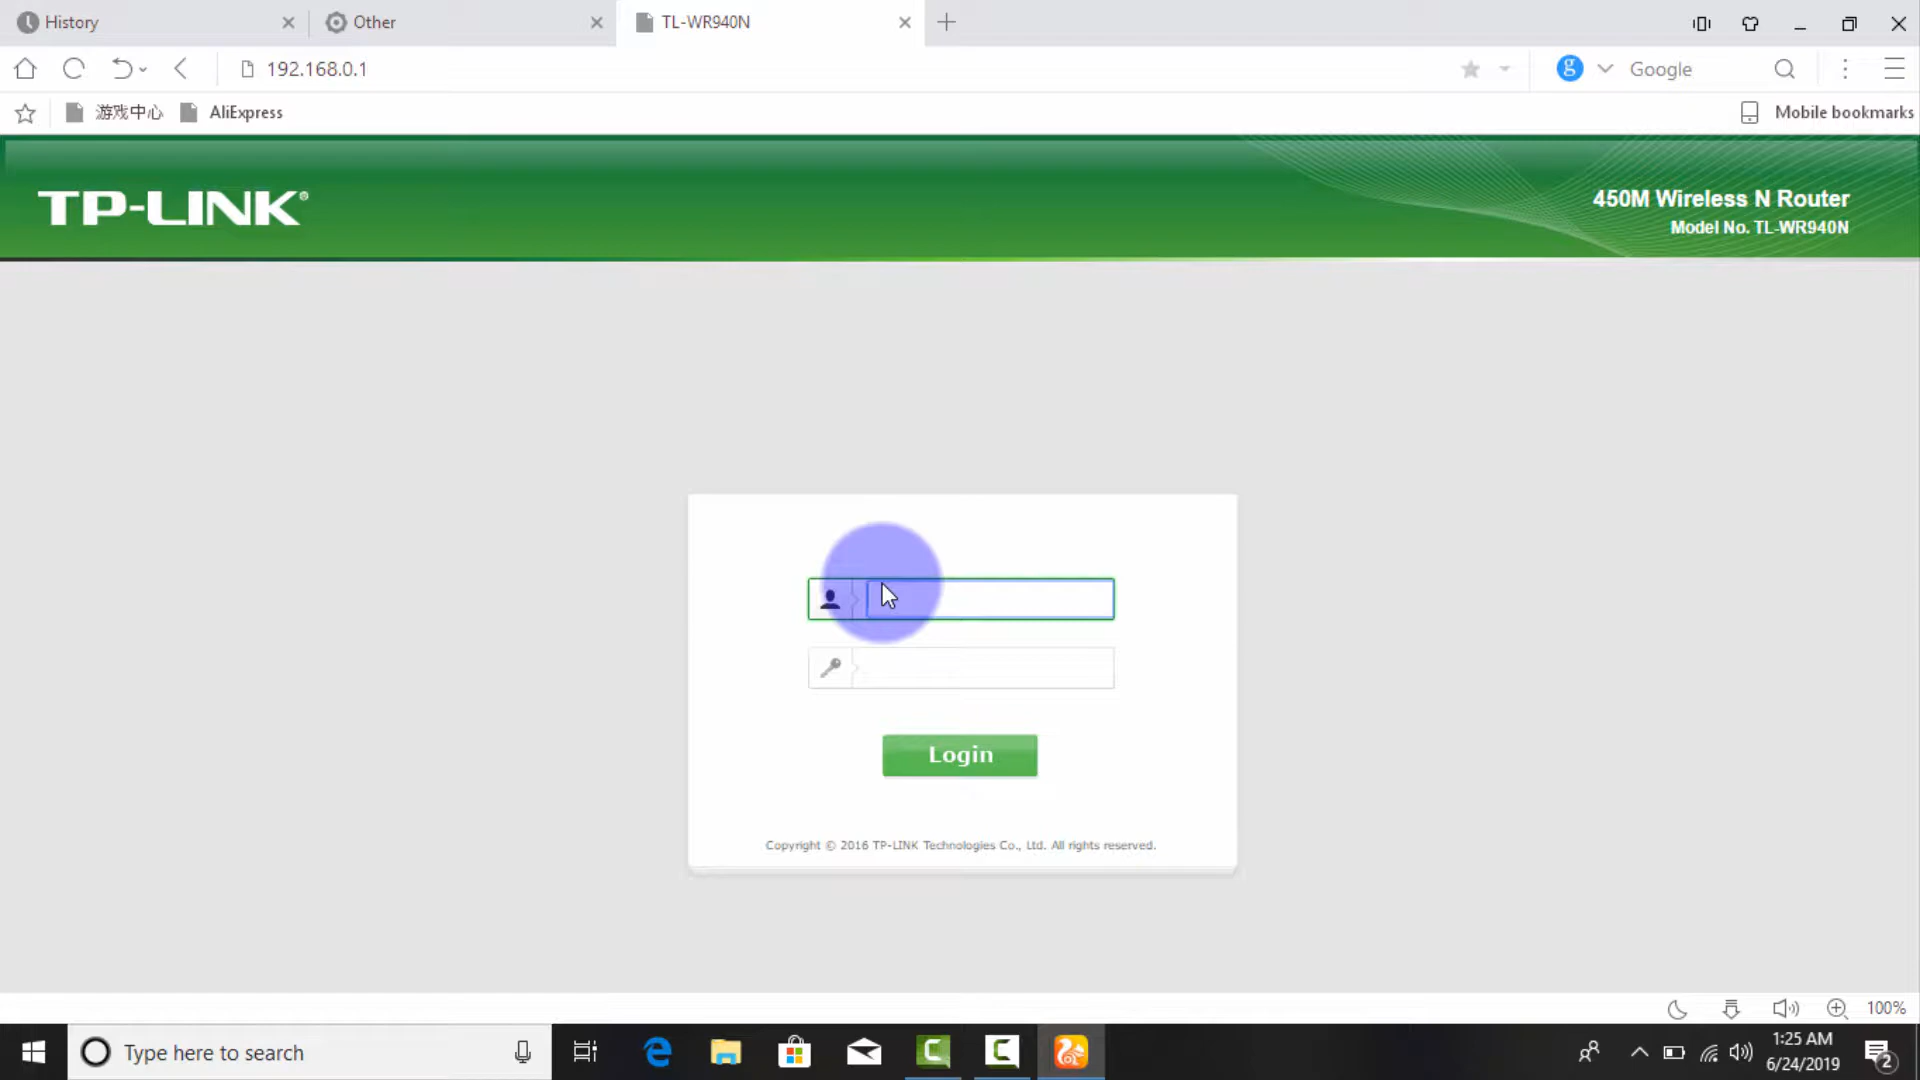 History
Other
TL-WR940N
192.168.0.1
Google
游戏中心
AliExpress
Mobile bookmarks
TP-LINK®
450M Wireless N Router
Model No. TL-WR940N
Login
Copyright © 2016 TP-LINK Technologies Co., Ltd. All rights reserved.
100%
Type here to search
1:25 AM
6/24/2019
2